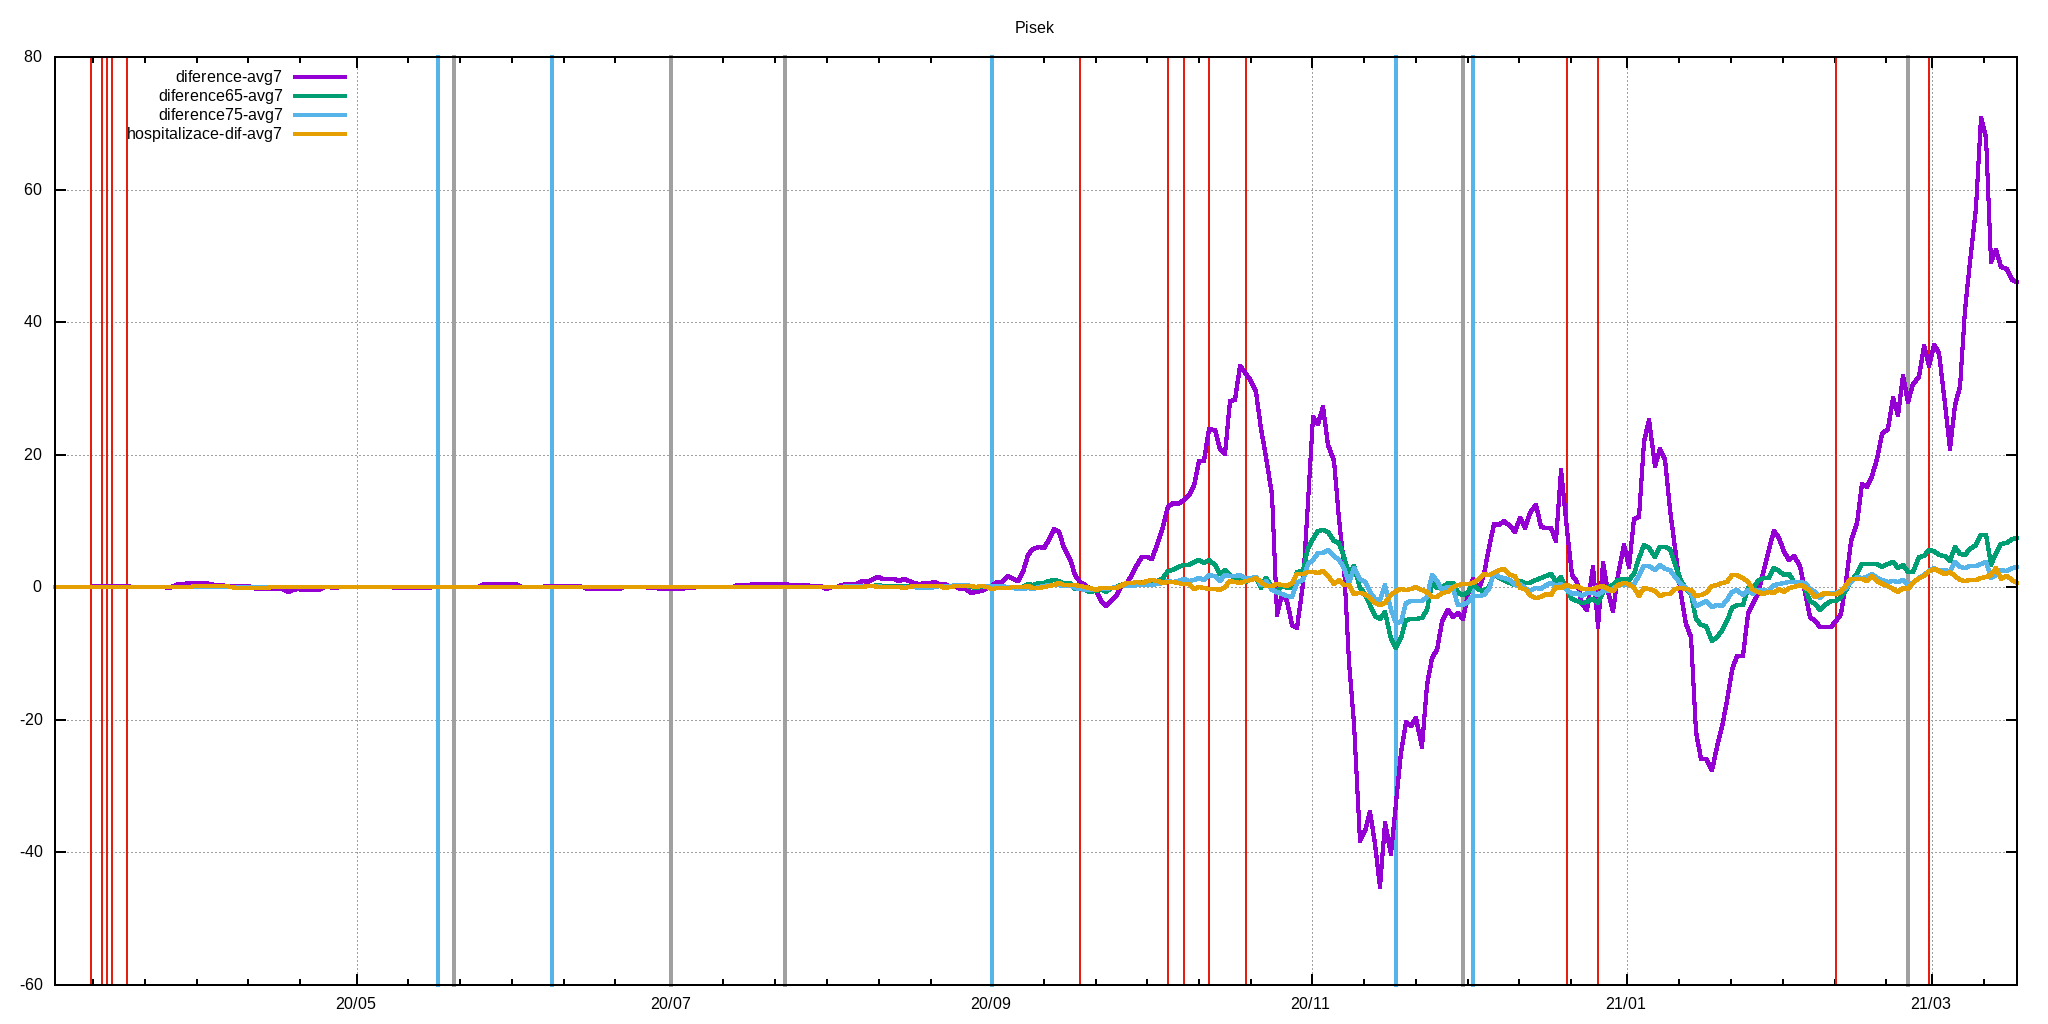 Pisek
80
60
40
20
0
-20
-40
-60
diference-avg7
diference65-avg7
diference75-avg7
hospitalizace-dif-avg7
20/05
20/07
20/09
20/11
21/01
21/03